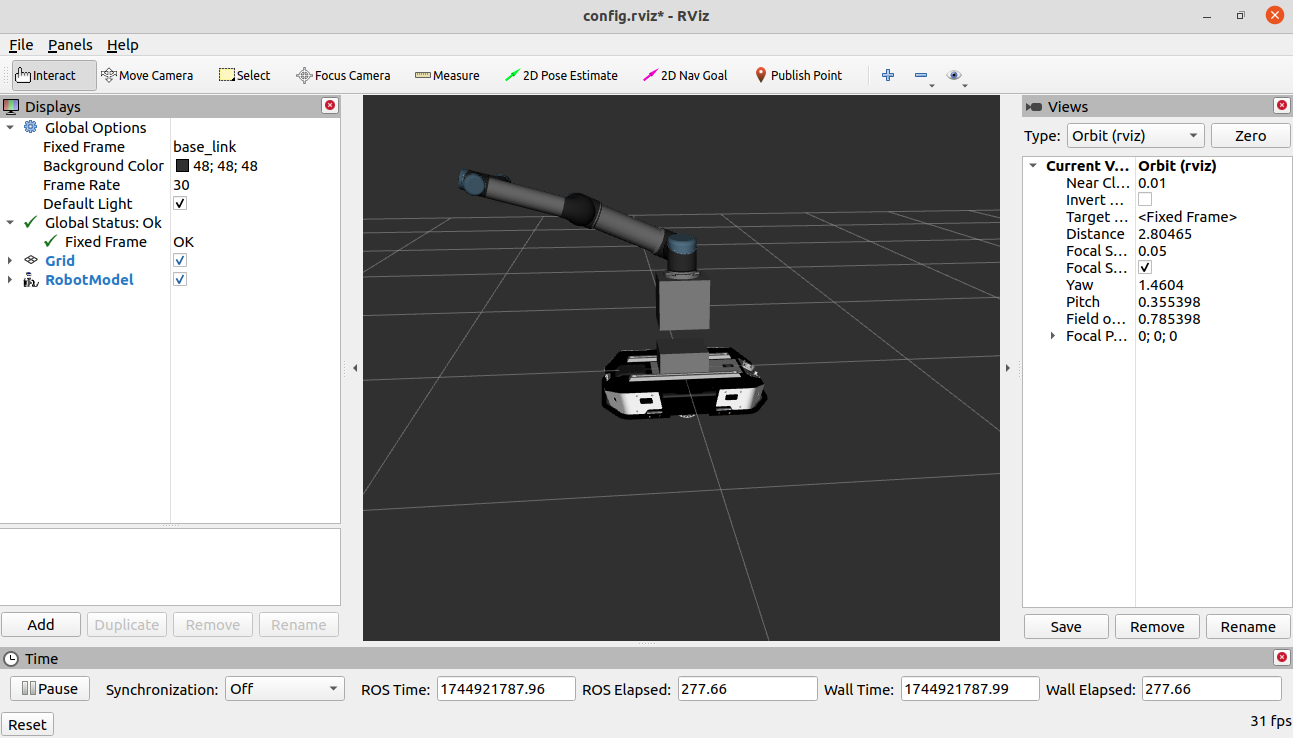 config.rviz* - RViz
File Panels Help
Interact Move Camera Select Focus Camera Measure 2D Pose Estimate 2D Nav Goal Publish Point
Displays
Global Options
Fixed Frame base_link
Background Color 48; 48; 48
Frame Rate 30
Default Light
Global Status: Ok
Fixed Frame OK
Grid
RobotModel
Add Duplicate Remove Rename
Views
Type: Orbit (rviz) Zero
Current V... Orbit (rviz)
Near Cl... 0.01
Invert ...
Target ... <Fixed Frame>
Distance 2.80465
Focal S... 0.05
Focal S...
Yaw 1.4604
Pitch 0.355398
Field o... 0.785398
Focal P... 0; 0; 0
Save Remove Rename
Time
Pause Synchronization: Off ROS Time: 1744921787.96 ROS Elapsed: 277.66 Wall Time: 1744921787.99 Wall Elapsed: 277.66
Reset 31 fps